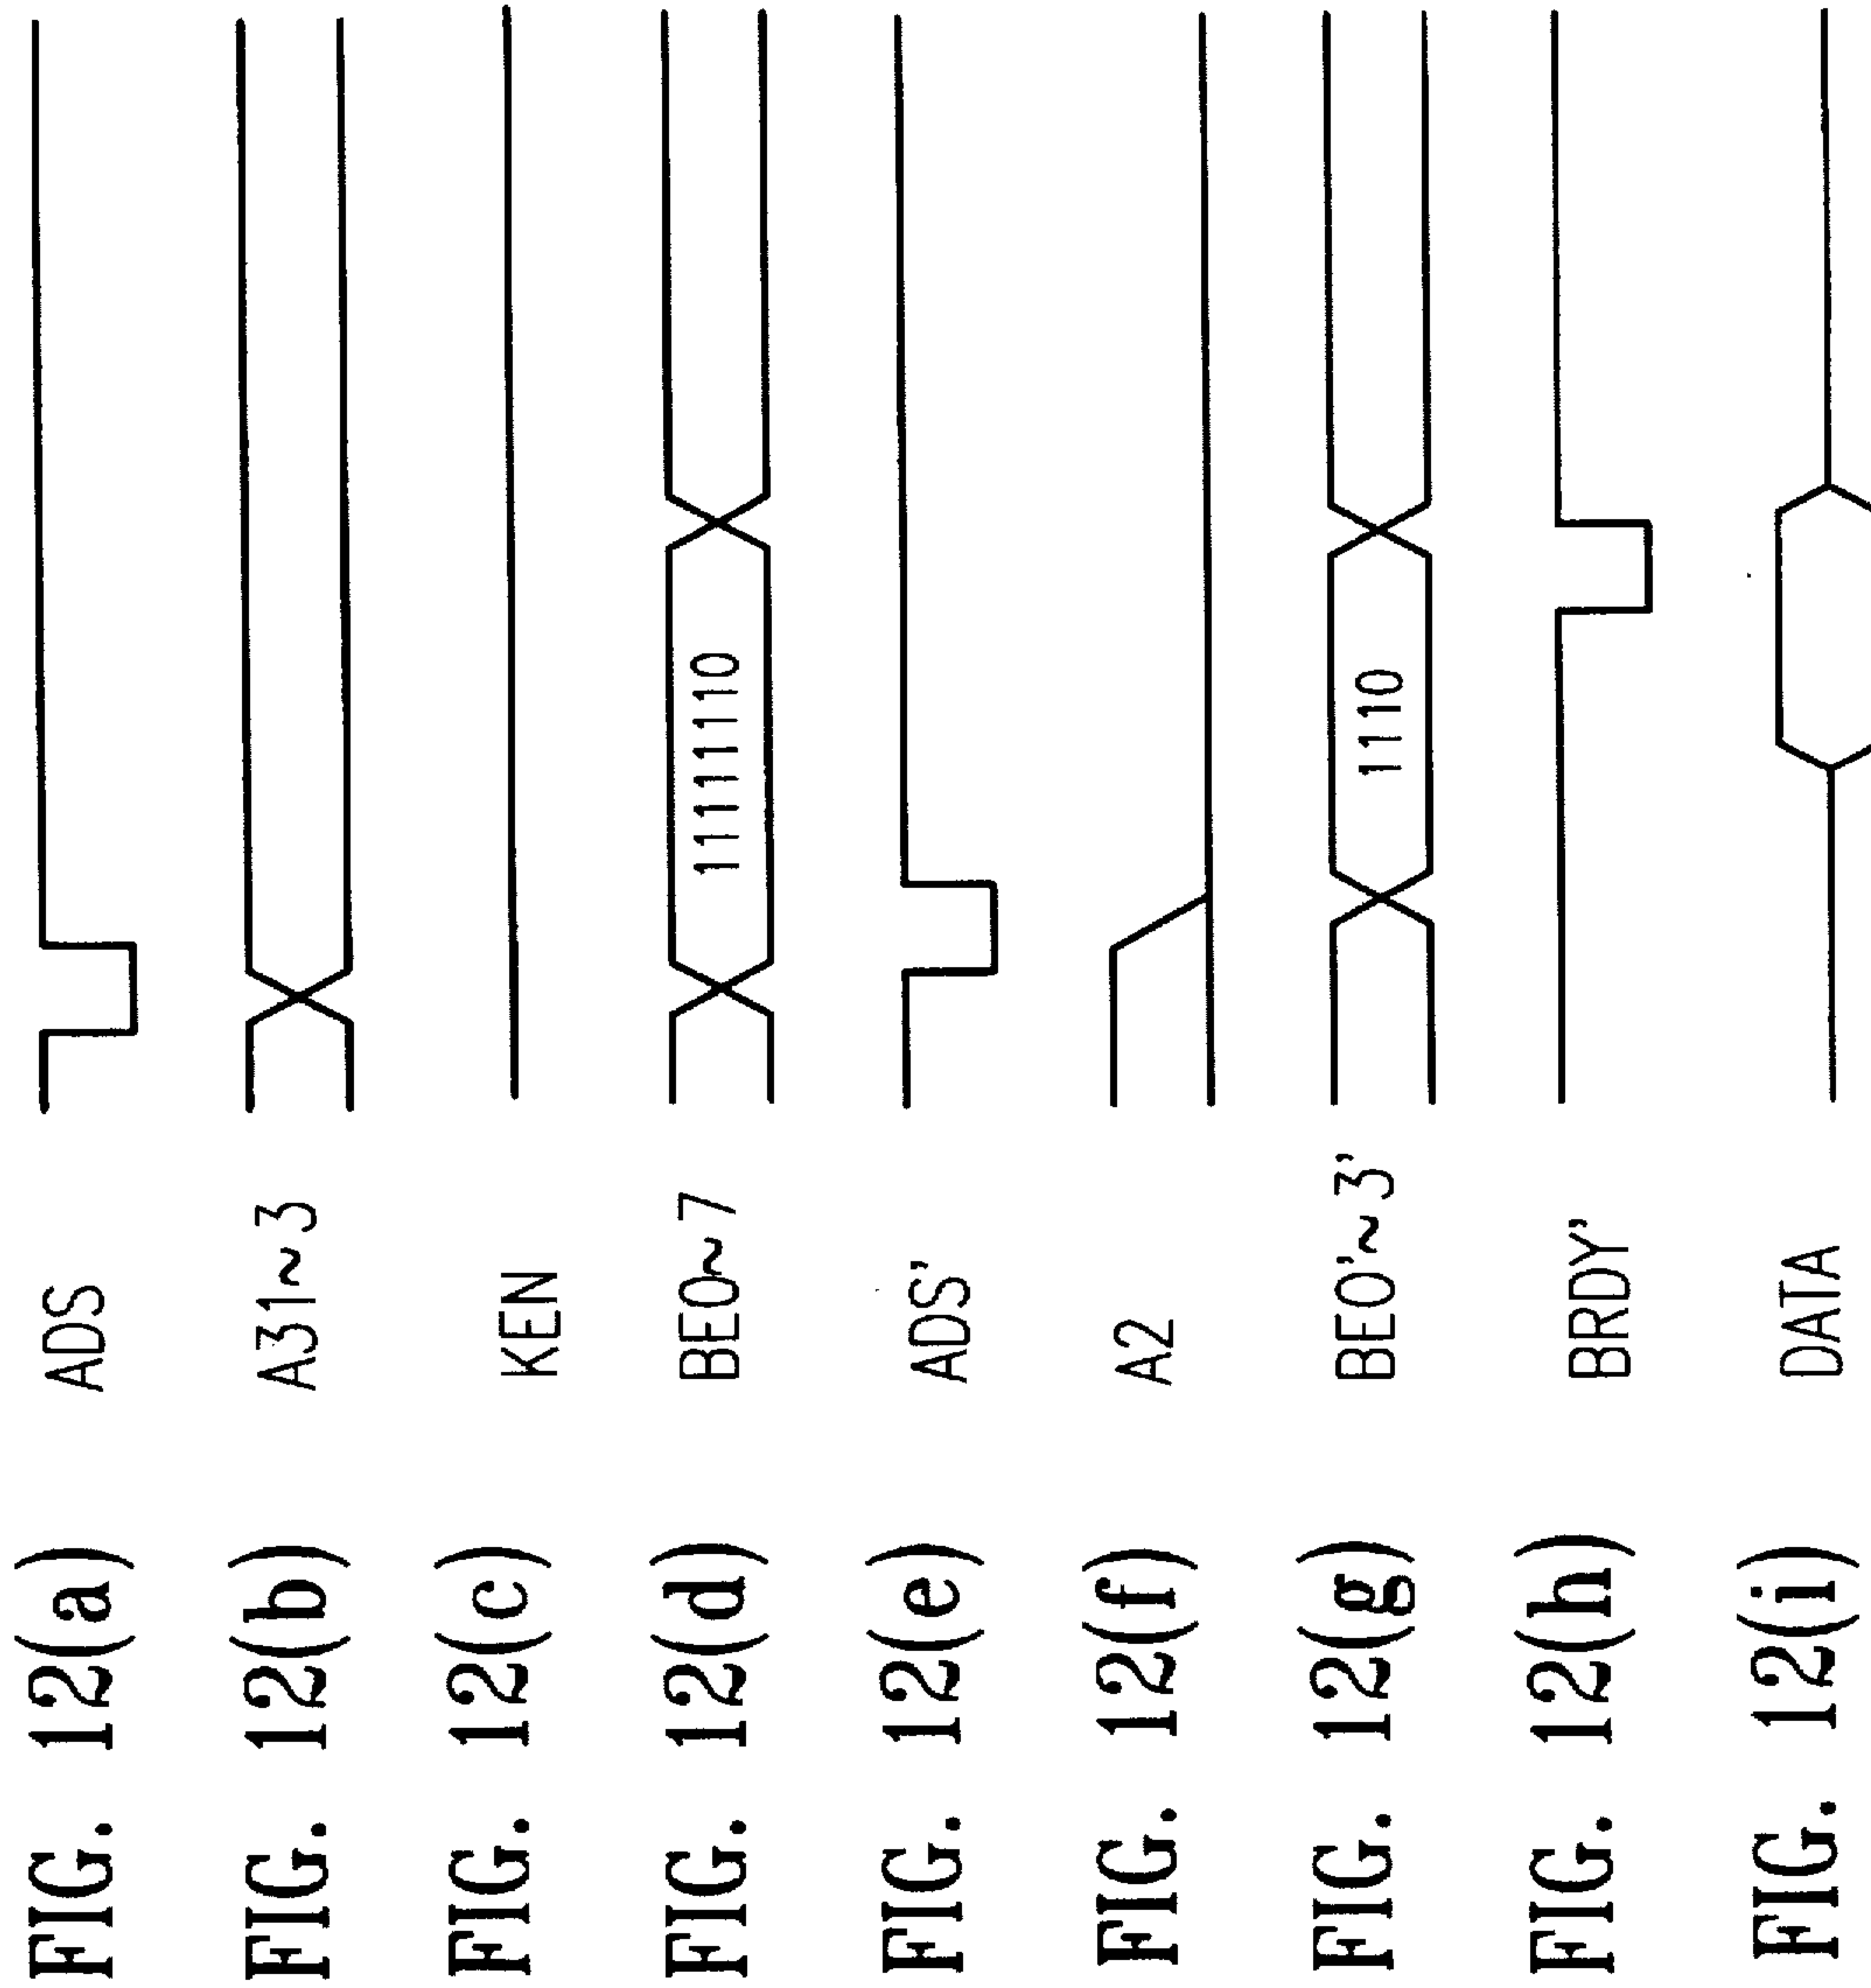 FIG. 12(a) ADS
FIG. 12(b) A31~3
FIG. 12(c) KEN
FIG. 12(d) BE0~7 11111110
FIG. 12(e) ADS'
FIG. 12(f) A2
FIG. 12(g) BE0'~3' 1110
FIG. 12(h) BRDY'
FIG. 12(i) DATA